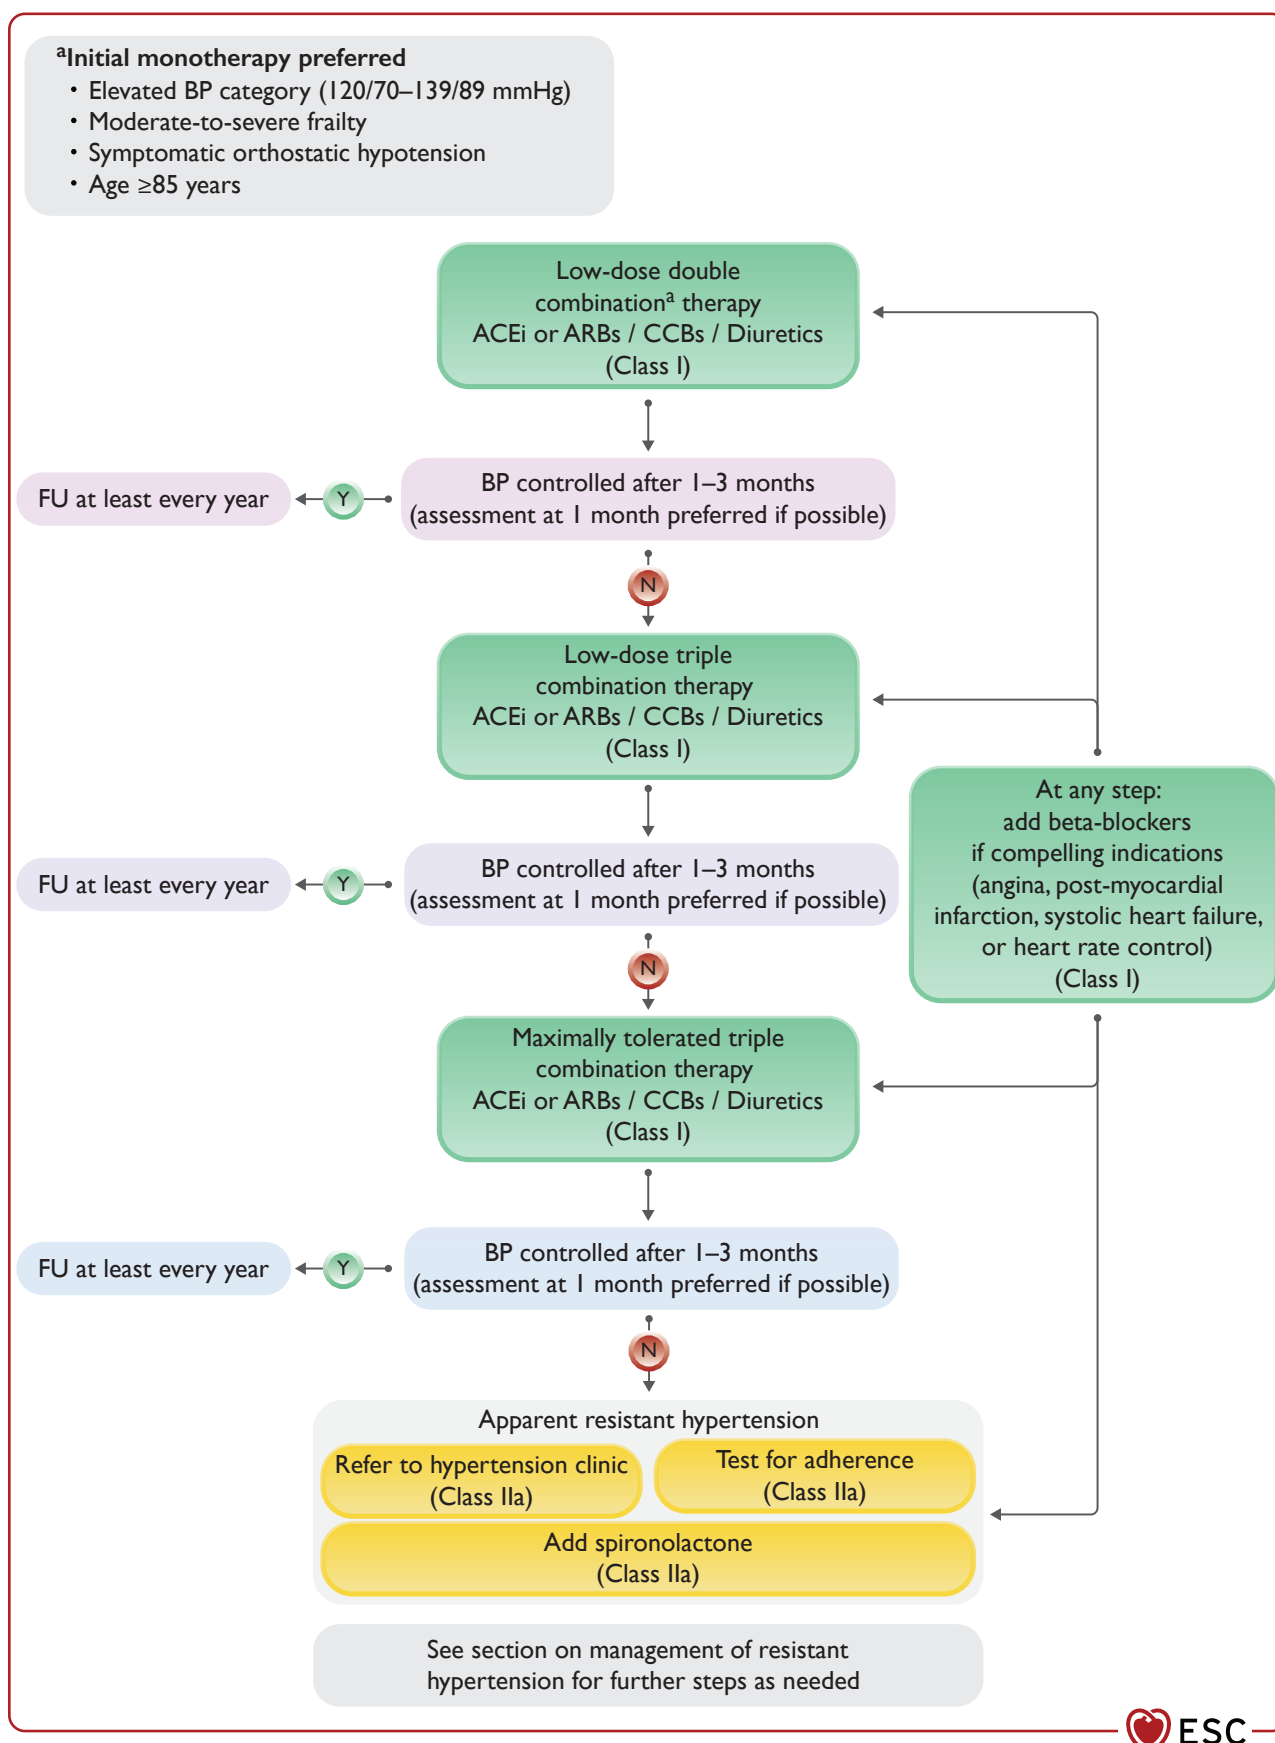 aInitial monotherapy preferred
• Elevated BP category (120/70–139/89 mmHg)
• Moderate-to-severe frailty
• Symptomatic orthostatic hypotension
• Age ≥85 years
Low-dose double
combinationa therapy
ACEi or ARBs / CCBs / Diuretics
(Class I)
FU at least every year
Y
BP controlled after 1–3 months
(assessment at 1 month preferred if possible)
N
Low-dose triple
combination therapy
ACEi or ARBs / CCBs / Diuretics
(Class I)
At any step:
add beta-blockers
if compelling indications
(angina, post-myocardial
infarction, systolic heart failure,
or heart rate control)
(Class I)
FU at least every year
Y
BP controlled after 1–3 months
(assessment at 1 month preferred if possible)
N
Maximally tolerated triple
combination therapy
ACEi or ARBs / CCBs / Diuretics
(Class I)
FU at least every year
Y
BP controlled after 1–3 months
(assessment at 1 month preferred if possible)
N
Apparent resistant hypertension
Refer to hypertension clinic
(Class IIa)
Test for adherence
(Class IIa)
Add spironolactone
(Class IIa)
See section on management of resistant
hypertension for further steps as needed
ESC